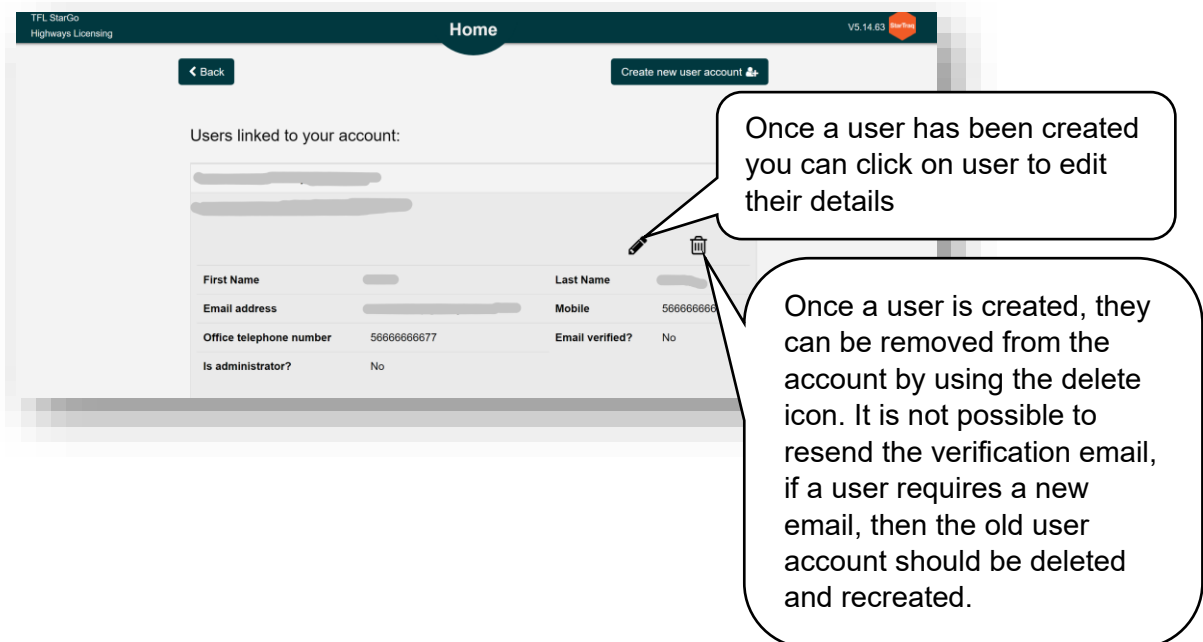 TFL StarGo
Highways Licensing
Home
V5.14.63
StarTraq
Back
Create new user account
Users linked to your account:
First Name
Last Name
Email address
Mobile
566666666
Office telephone number
56666666677
Email verified?
No
Is administrator?
No
Once a user has been created
you can click on user to edit
their details
Once a user is created, they
can be removed from the
account by using the delete
icon. It is not possible to
resend the verification email,
if a user requires a new
email, then the old user
account should be deleted
and recreated.